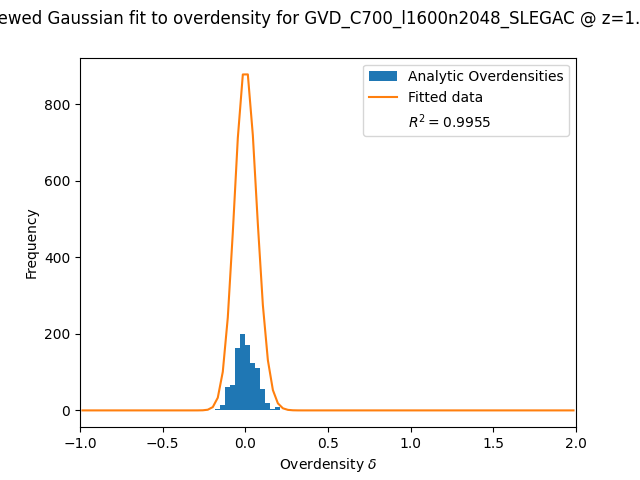 ewed Gaussian fit to overdensity for GVD_C700_l1600n2048_SLEGAC @ z=1.
Analytic Overdensities
Fitted data
$R^2 = 0.9955$
Frequency
800
600
400
200
0
−1.0 −0.5 0.0 0.5 1.0 1.5 2.0
Overdensity δ